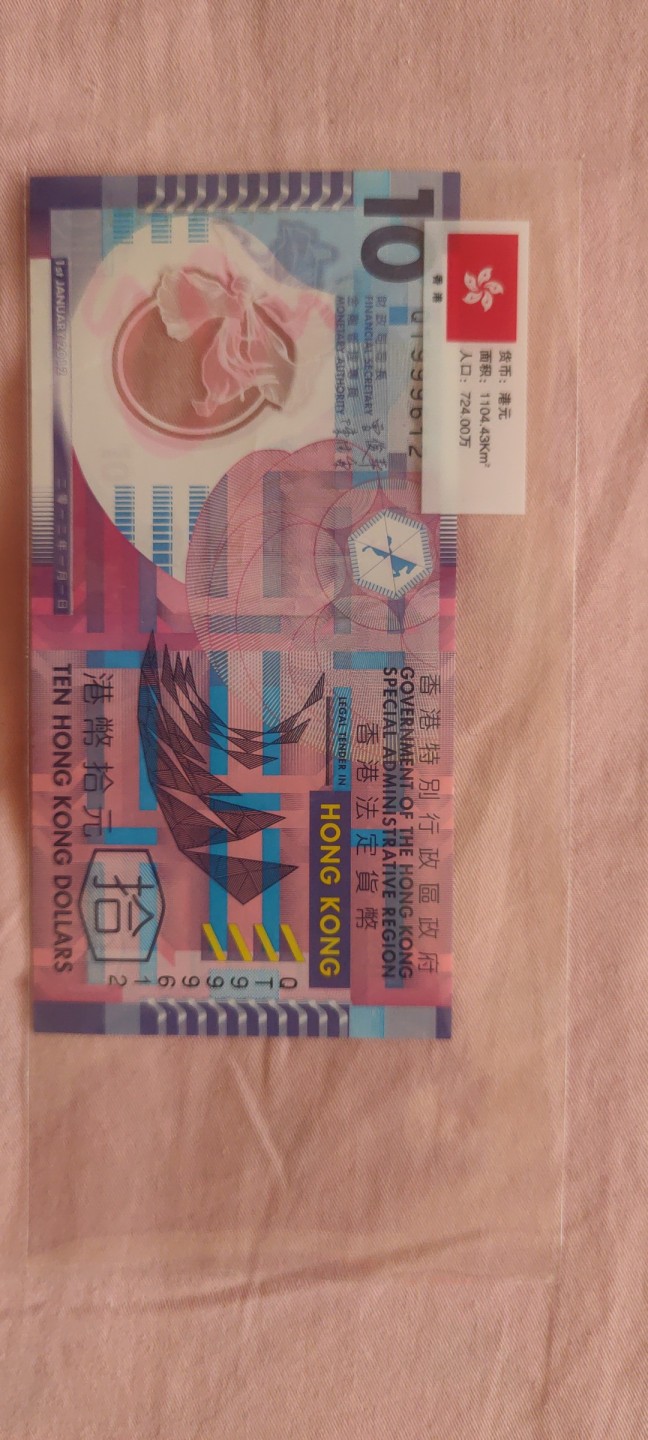 货币：港元
面积：1104.43Km²
人口：724.00万
香港
10
QT999612
財政司司長
FINANCIAL SECRETARY
金融管理專員
MONETARY AUTHORITY
1st JANUARY 2012
二零一二年一月一日
香港特別行政區政府
GOVERNMENT OF THE HONG KONG
SPECIAL ADMINISTRATIVE REGION
香港法定貨幣
LEGAL TENDER IN
HONG KONG
QT999612
拾
港幣拾元
TEN HONG KONG DOLLARS